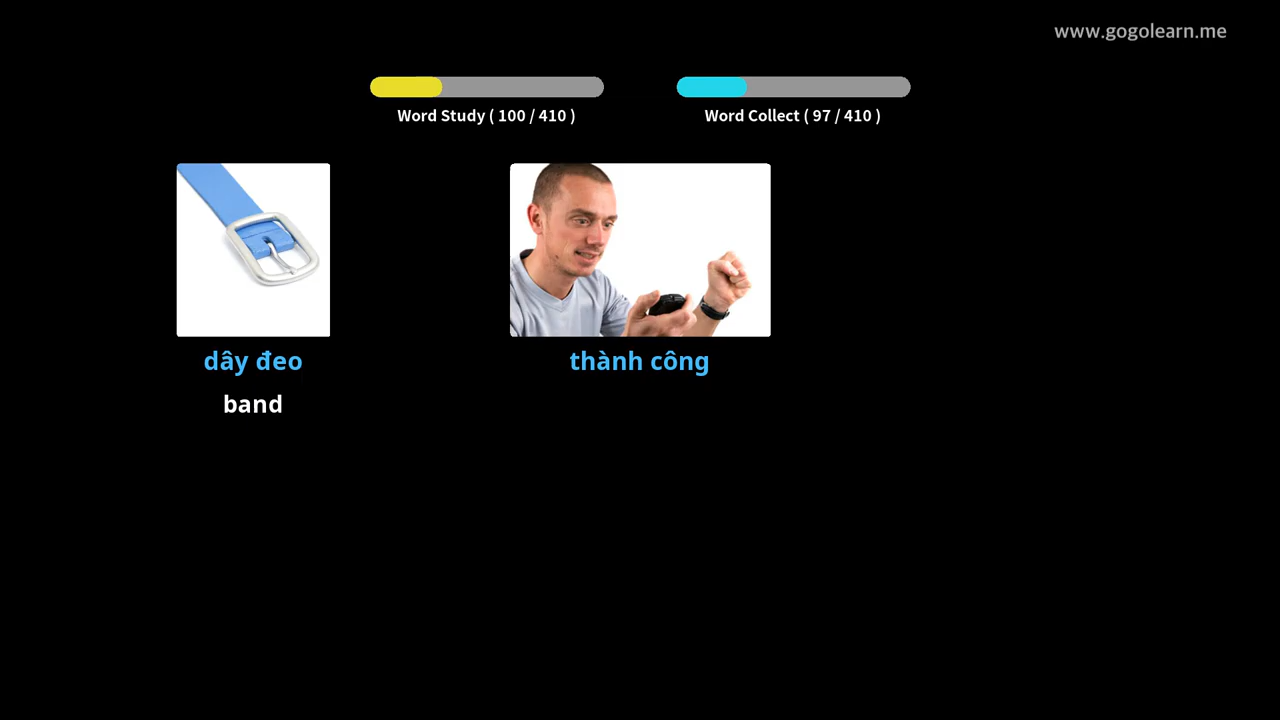 www.gogolearn.me
Word Study ( 100 / 410 )
Word Collect ( 97 / 410 )
dây đeo
thành công
band